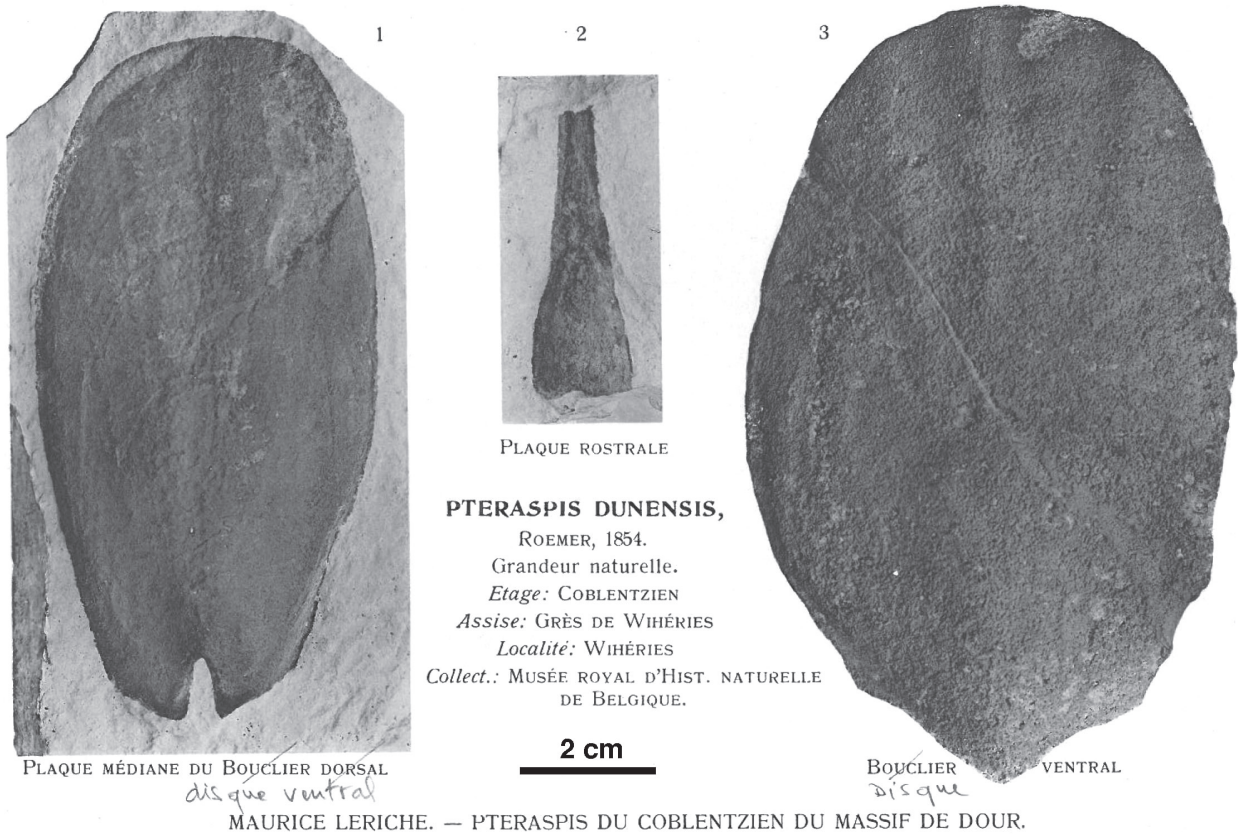 1
2
3
PLAQUE ROSTRALE
PTERASPIS DUNENSIS,
ROEMER, 1854.
Grandeur naturelle.
Etage: COBLENTZIEN
Assise: GRÈS DE WIHÉRIES
Localité: WIHÉRIES
Collect.: MUSÉE ROYAL D'HIST. NATURELLE
DE BELGIQUE.
2 cm
PLAQUE MÉDIANE DU BOUCLIER DORSAL
disque ventral
BOUCLIER VENTRAL
Disque
MAURICE LERICHE. — PTERASPIS DU COBLENTZIEN DU MASSIF DE DOUR.